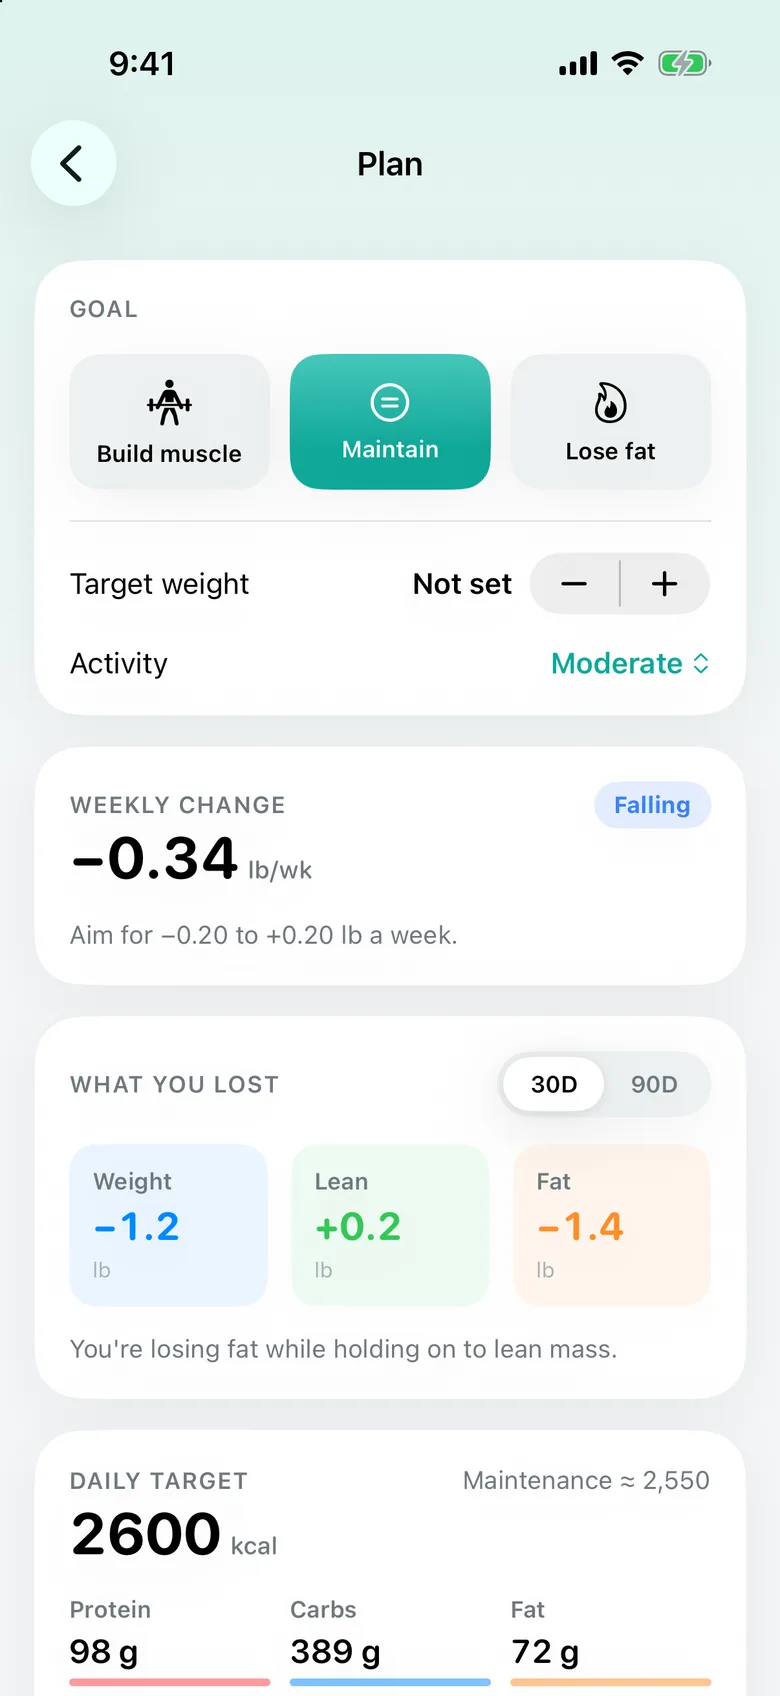 9:41
Plan
GOAL
Build muscle
Maintain
Lose fat
Target weight Not set − +
Activity Moderate
WEEKLY CHANGE Falling
−0.34 lb/wk
Aim for −0.20 to +0.20 lb a week.
WHAT YOU LOST 30D 90D
Weight
−1.2
lb
Lean
+0.2
lb
Fat
−1.4
lb
You're losing fat while holding on to lean mass.
DAILY TARGET Maintenance ≈ 2,550
2600 kcal
Protein Carbs Fat
98 g 389 g 72 g